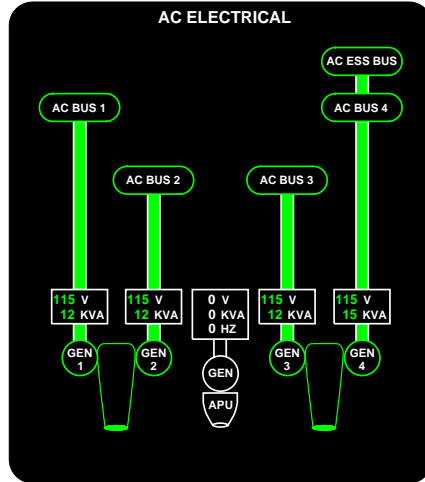 AC ELECTRICAL
AC ESS BUS
AC BUS 1
AC BUS 4
AC BUS 2
AC BUS 3
115 V
12 KVA
115 V
12 KVA
0 V
0 KVA
0 HZ
115 V
12 KVA
115 V
15 KVA
GEN
1
GEN
2
GEN
GEN
3
GEN
4
APU